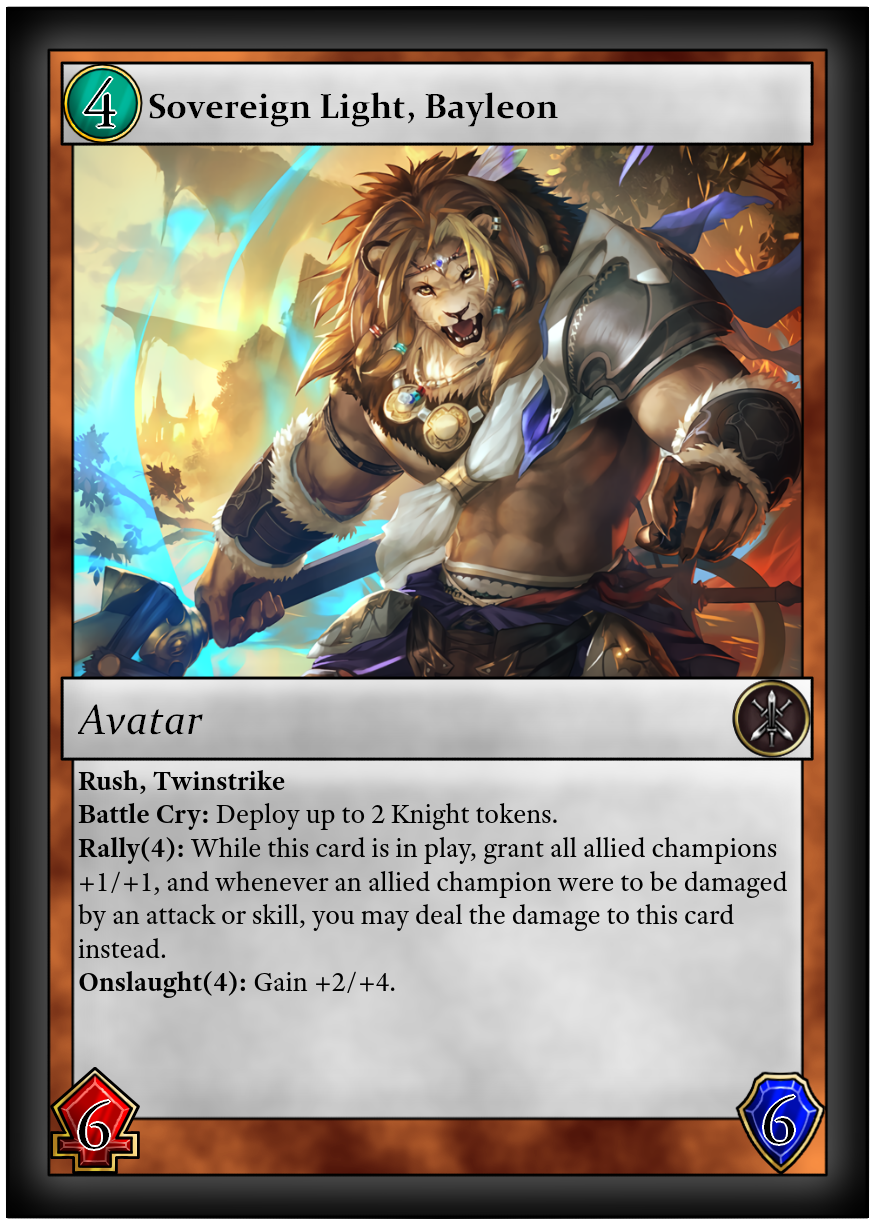 4 Sovereign Light, Bayleon
Avatar
Rush, Twinstrike
Battle Cry: Deploy up to 2 Knight tokens.
Rally(4): While this card is in play, grant all allied champions
+1/+1, and whenever an allied champion were to be damaged
by an attack or skill, you may deal the damage to this card
instead.
Onslaught(4): Gain +2/+4.
6
6